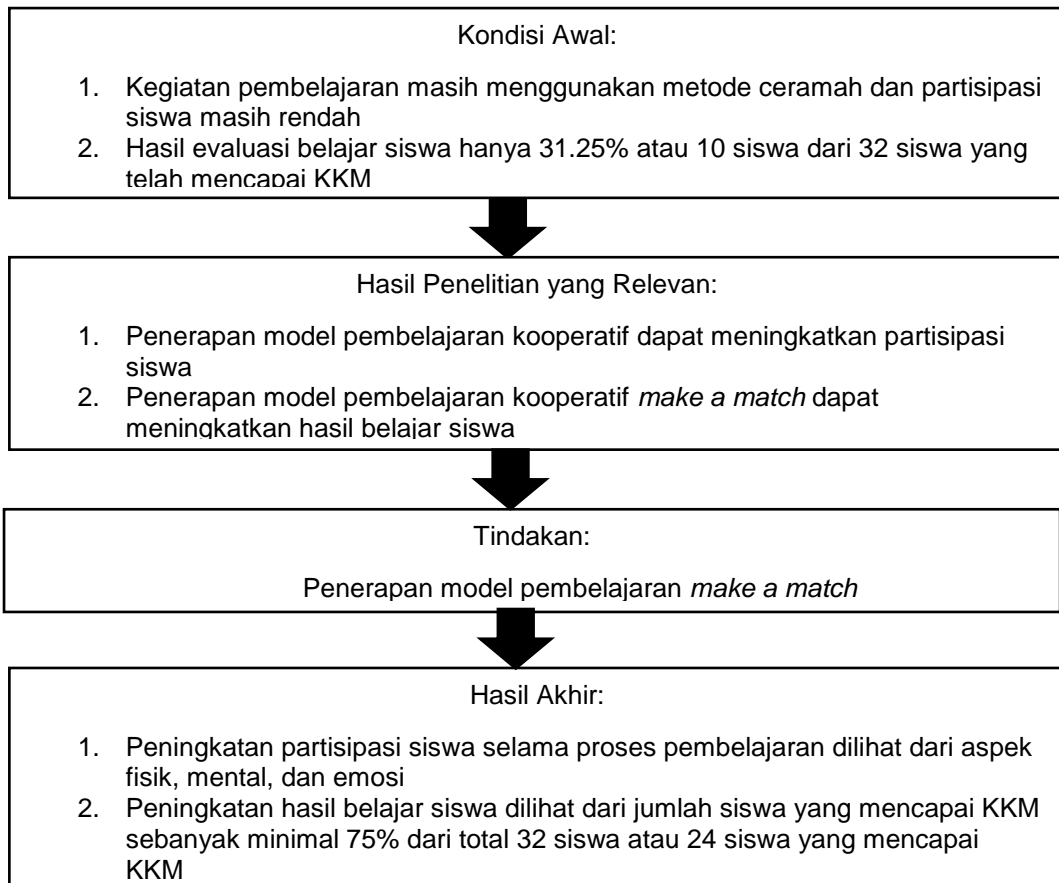 Kondisi Awal:
1. Kegiatan pembelajaran masih menggunakan metode ceramah dan partisipasi
siswa masih rendah
2. Hasil evaluasi belajar siswa hanya 31.25% atau 10 siswa dari 32 siswa yang
telah mencapai KKM
Hasil Penelitian yang Relevan:
1. Penerapan model pembelajaran kooperatif dapat meningkatkan partisipasi
siswa
2. Penerapan model pembelajaran kooperatif make a match dapat
meningkatkan hasil belajar siswa
Tindakan:
Penerapan model pembelajaran make a match
Hasil Akhir:
1. Peningkatan partisipasi siswa selama proses pembelajaran dilihat dari aspek
fisik, mental, dan emosi
2. Peningkatan hasil belajar siswa dilihat dari jumlah siswa yang mencapai KKM
sebanyak minimal 75% dari total 32 siswa atau 24 siswa yang mencapai
KKM